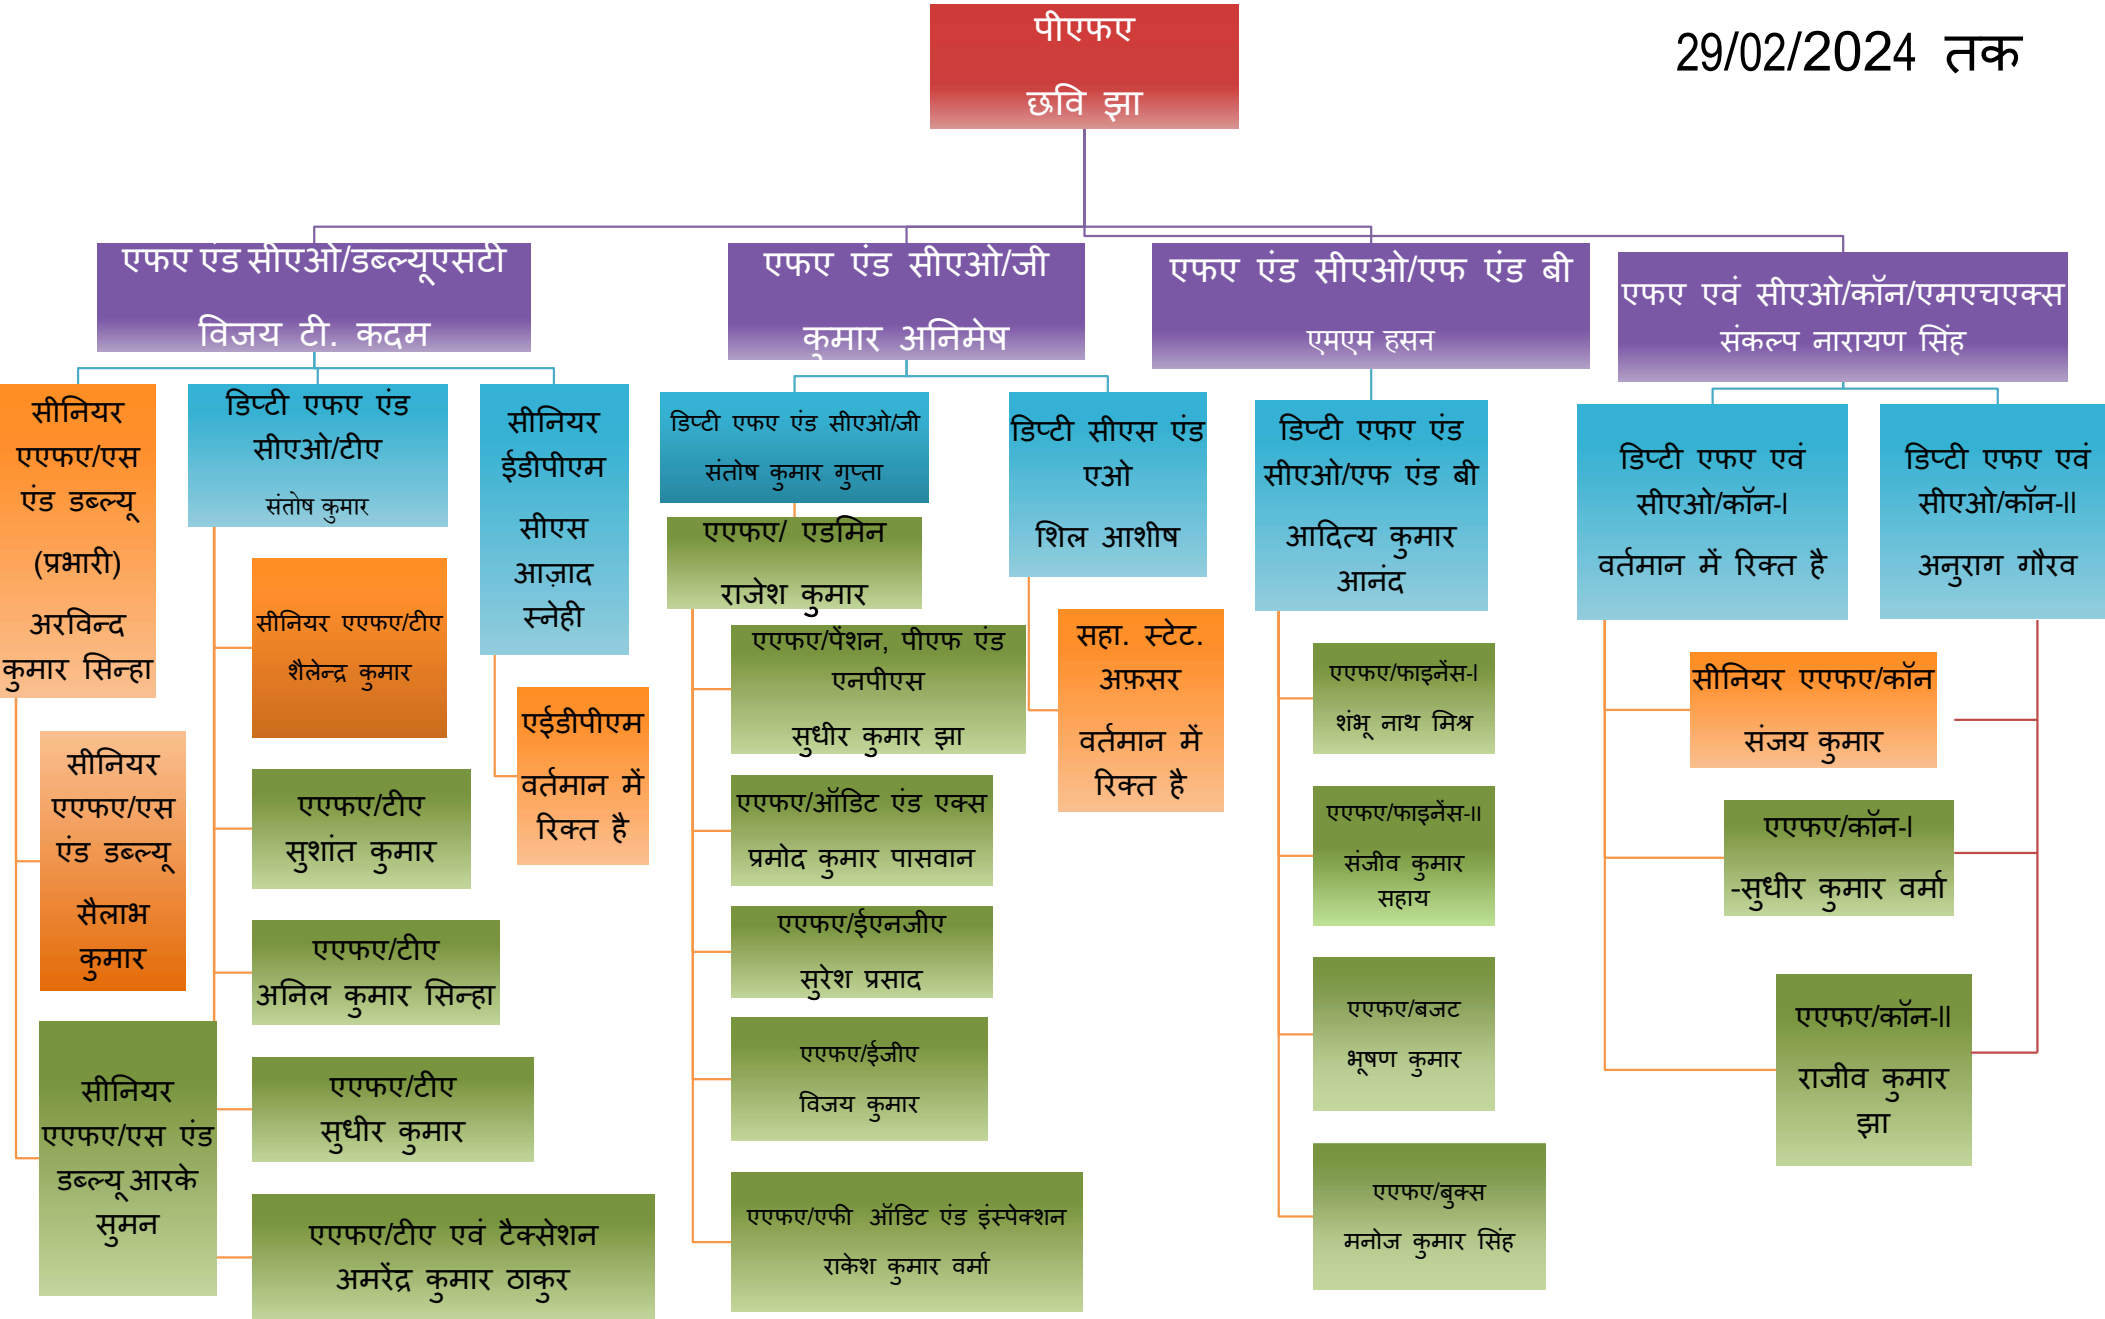 पीएफए
छवि झा
29/02/2024 तक
एफए एंड सीएओ/डब्ल्यूएसटी
विजय टी. कदम
एफए एंड सीएओ/जी
कुमार अनिमेष
एफए एंड सीएओ/एफ एंड बी
एमएम हसन
एफए एवं सीएओ/कॉन/एमएचएक्स
संकल्प नारायण सिंह
सीनियर
एएफए/एस
एंड डब्ल्यू
(प्रभारी)
अरविन्द
कुमार सिन्हा
डिप्टी एफए एंड
सीएओ/टीए
संतोष कुमार
सीनियर
ईडीपीएम
सीएस
आज़ाद
स्नेही
सीनियर
एएफए/एस
एंड डब्ल्यू
सैलाभ
कुमार
सीनियर
एएफए/एस एंड
डब्ल्यू आरके
सुमन
सीनियर एएफए/टीए
शैलेन्द्र कुमार
एएफए/टीए
सुशांत कुमार
एएफए/टीए
अनिल कुमार सिन्हा
एएफए/टीए
सुधीर कुमार
एएफए/टीए एवं टैक्सेशन
अमरेंद्र कुमार ठाकुर
एईडीपीएम
वर्तमान में
रिक्त है
डिप्टी एफए एंड सीएओ/जी
संतोष कुमार गुप्ता
एएफए/ एडमिन
राजेश कुमार
एएफए/पेंशन, पीएफ एंड
एनपीएस
सुधीर कुमार झा
एएफए/ऑडिट एंड एक्स
प्रमोद कुमार पासवान
एएफए/ईएनजीए
सुरेश प्रसाद
एएफए/ईजीए
विजय कुमार
एएफए/एफी ऑडिट एंड इंस्पेक्शन
राकेश कुमार वर्मा
डिप्टी सीएस एंड
एओ
शिल आशीष
सहा. स्टेट.
अफ़सर
वर्तमान में
रिक्त है
डिप्टी एफए एंड
सीएओ/एफ एंड बी
आदित्य कुमार
आनंद
एएफए/फाइनेंस-I
शंभू नाथ मिश्र
एएफए/फाइनेंस-II
संजीव कुमार
सहाय
एएफए/बजट
भूषण कुमार
एएफए/बुक्स
मनोज कुमार सिंह
डिप्टी एफए एवं
सीएओ/कॉन-I
वर्तमान में रिक्त है
डिप्टी एफए एवं
सीएओ/कॉन-II
अनुराग गौरव
सीनियर एएफए/कॉन
संजय कुमार
एएफए/कॉन-I
-सुधीर कुमार वर्मा
एएफए/कॉन-II
राजीव कुमार
झा